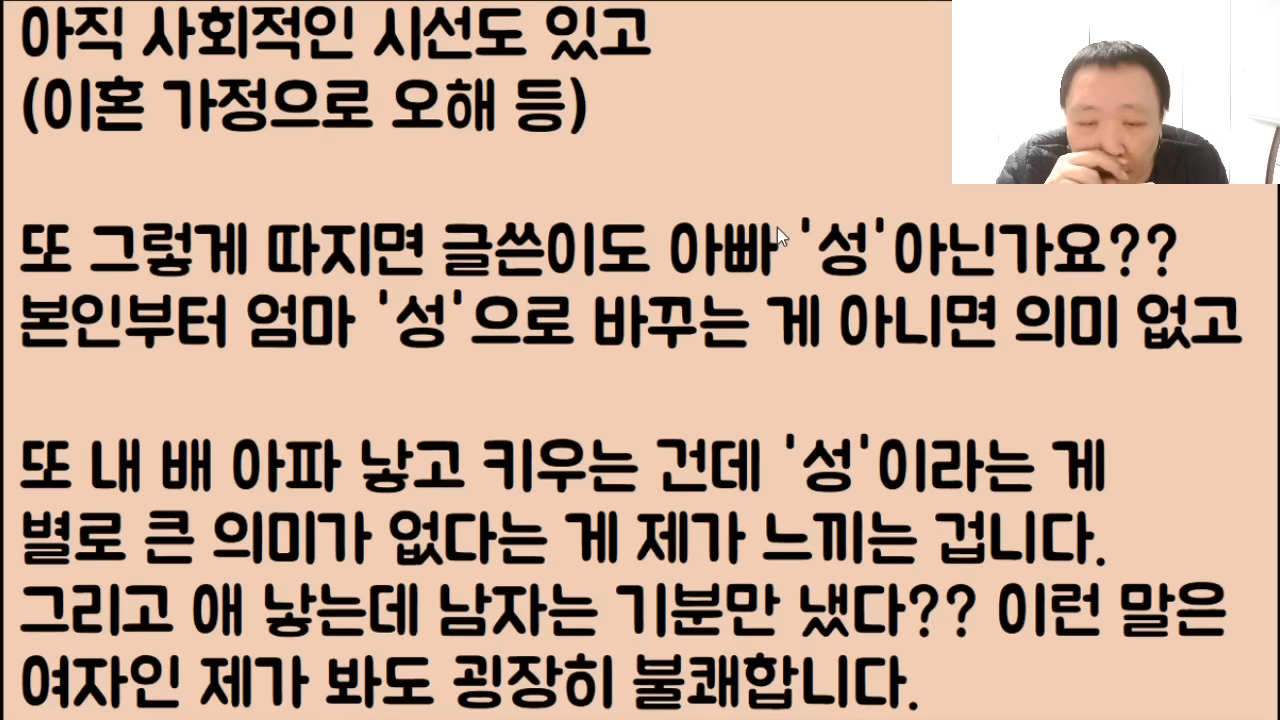 아직 사회적인 시선도 있고
(이혼 가정으로 오해 등)
또 그렇게 따지면 글쓴이도 아빠 '성'아닌가요??
본인부터 엄마 '성'으로 바꾸는 게 아니면 의미 없고
또 내 배 아파 낳고 키우는 건데 '성'이라는 게
별로 큰 의미가 없다는 게 제가 느끼는 겁니다.
그리고 애 낳는데 남자는 기분만 냈다?? 이런 말은
여자인 제가 봐도 굉장히 불쾌합니다.